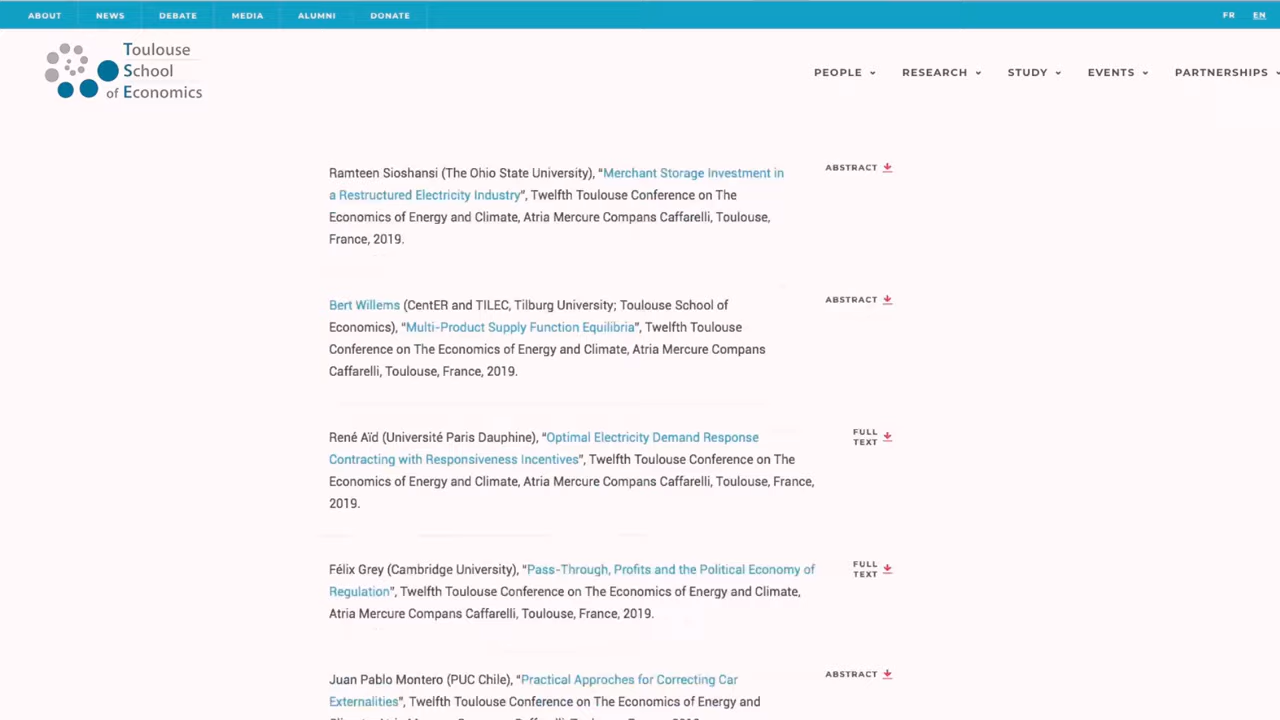 ABOUT NEWS DEBATE MEDIA ALUMNI DONATE FR EN
Toulouse
School
of Economics
PEOPLE RESEARCH STUDY EVENTS PARTNERSHIPS
Ramteen Sioshansi (The Ohio State University), “Merchant Storage Investment in
a Restructured Electricity Industry”, Twelfth Toulouse Conference on The
Economics of Energy and Climate, Atria Mercure Compans Caffarelli, Toulouse,
France, 2019.
ABSTRACT
Bert Willems (CentER and TILEC, Tilburg University; Toulouse School of
Economics), “Multi-Product Supply Function Equilibria”, Twelfth Toulouse
Conference on The Economics of Energy and Climate, Atria Mercure Compans
Caffarelli, Toulouse, France, 2019.
ABSTRACT
René Aïd (Université Paris Dauphine), “Optimal Electricity Demand Response
Contracting with Responsiveness Incentives”, Twelfth Toulouse Conference on The
Economics of Energy and Climate, Atria Mercure Compans Caffarelli, Toulouse, France,
2019.
FULL
TEXT
Félix Grey (Cambridge University), “Pass-Through, Profits and the Political Economy of
Regulation”, Twelfth Toulouse Conference on The Economics of Energy and Climate,
Atria Mercure Compans Caffarelli, Toulouse, France, 2019.
FULL
TEXT
Juan Pablo Montero (PUC Chile), “Practical Approaches for Correcting Car
Externalities”, Twelfth Toulouse Conference on The Economics of Energy and
ABSTRACT